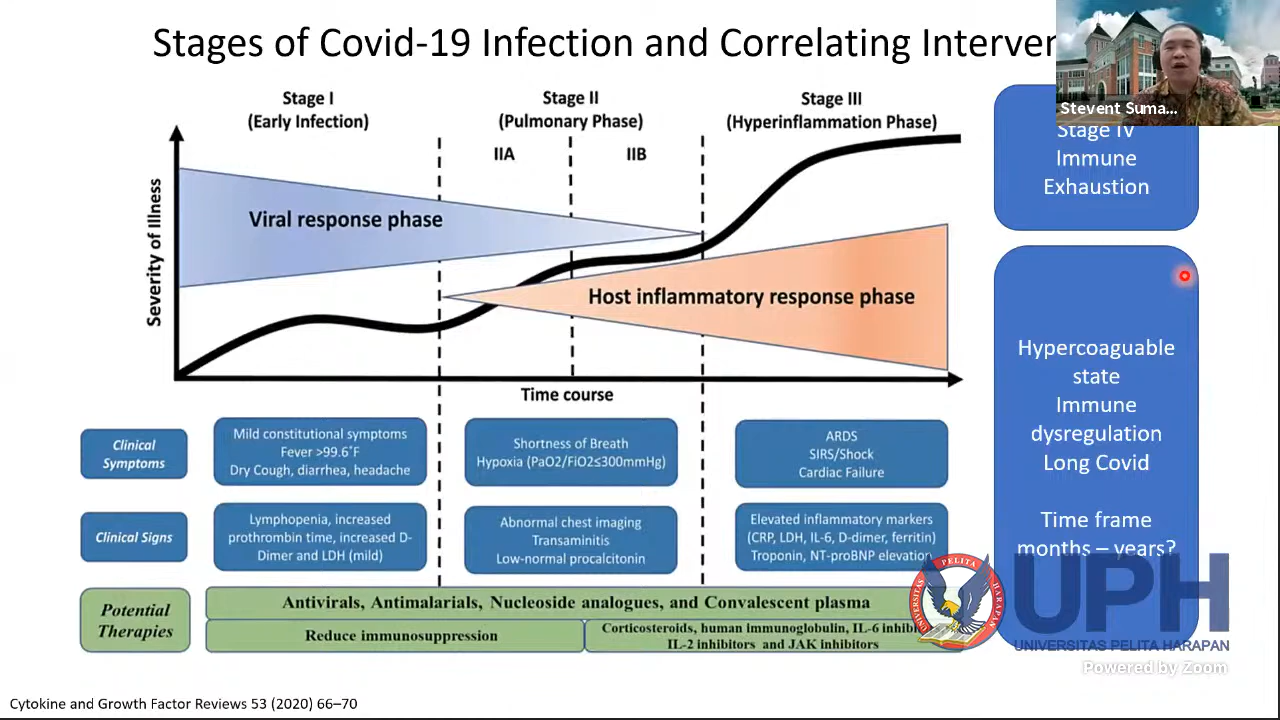 Stages of Covid-19 Infection and Correlating
Stevent Suma...
Stage I
(Early Infection)
Stage II
(Pulmonary Phase)
IIA
IIB
Stage III
(Hyperinflammation Phase)
Stage IV
Immune
Exhaustion
Severity of Illness
Viral response phase
Host inflammatory response phase
Time course
Hypercoaguable
state
Immune
dysregulation
Long Covid
Time frame
months – years?
Clinical
Symptoms
Mild constitutional symptoms
Fever >99.6°F
Dry Cough, diarrhea, headache
Shortness of Breath
Hypoxia (PaO2/FiO2≤300mmHg)
ARDS
SIRS/Shock
Cardiac Failure
Clinical Signs
Lymphopenia, increased
prothrombin time, increased D-
Dimer and LDH (mild)
Abnormal chest imaging
Transaminitis
Low-normal procalcitonin
Elevated inflammatory markers
(CRP, LDH, IL-6, D-dimer, ferritin)
Troponin, NT-proBNP elevation
Potential
Therapies
Antivirals, Antimalarials, Nucleoside analogues, and Convalescent plasma
Reduce immunosuppression
Corticosteroids, human immunoglobulin, IL-6
IL-2 inhibitors and JAK inhibitors
UNIVERSITAS PELITA HARAPAN
UPH
UNIVERSITAS PELITA HARAPAN
Powered by Zoom
Cytokine and Growth Factor Reviews 53 (2020) 66–70